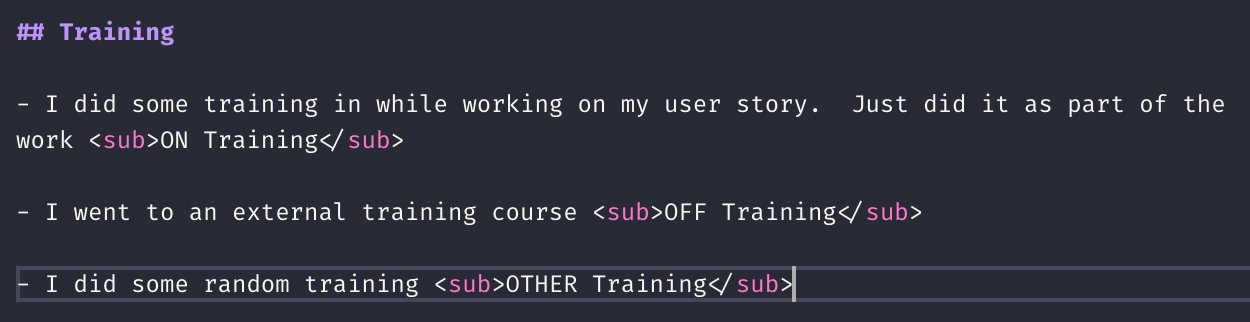 ## Training
- I did some training in while working on my user story.  Just did it as part of the
work <sub>ON Training</sub>
- I went to an external training course <sub>OFF Training</sub>
- I did some random training <sub>OTHER Training</sub>